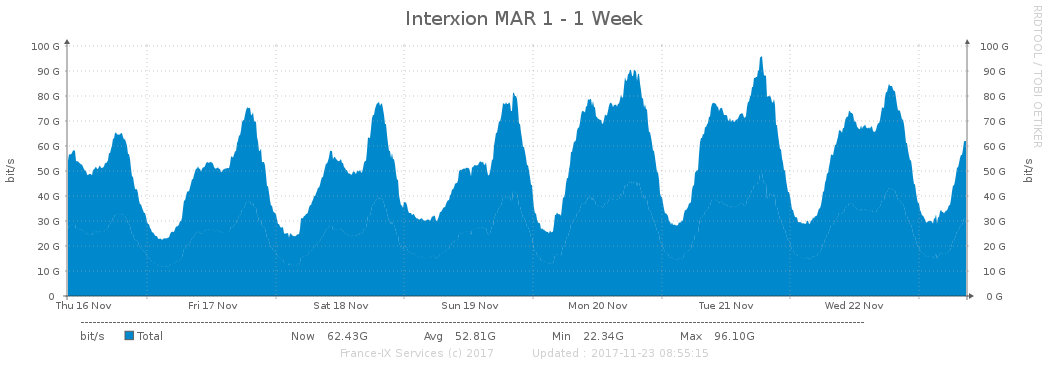 Interxion MAR 1 - 1 Week
RRDTOOL / TOBI OETIKER
bit/s
bit/s
100 G 100 G
90 G 90 G
80 G 80 G
70 G 70 G
60 G 60 G
50 G 50 G
40 G 40 G
30 G 30 G
20 G 20 G
10 G 10 G
0 0 G
Thu 16 Nov Fri 17 Nov Sat 18 Nov Sun 19 Nov Mon 20 Nov Tue 21 Nov Wed 22 Nov
bit/s Total Now 62.43G Avg 52.81G Min 22.34G Max 96.10G
France-IX Services (c) 2017 Updated : 2017-11-23 08:55:15